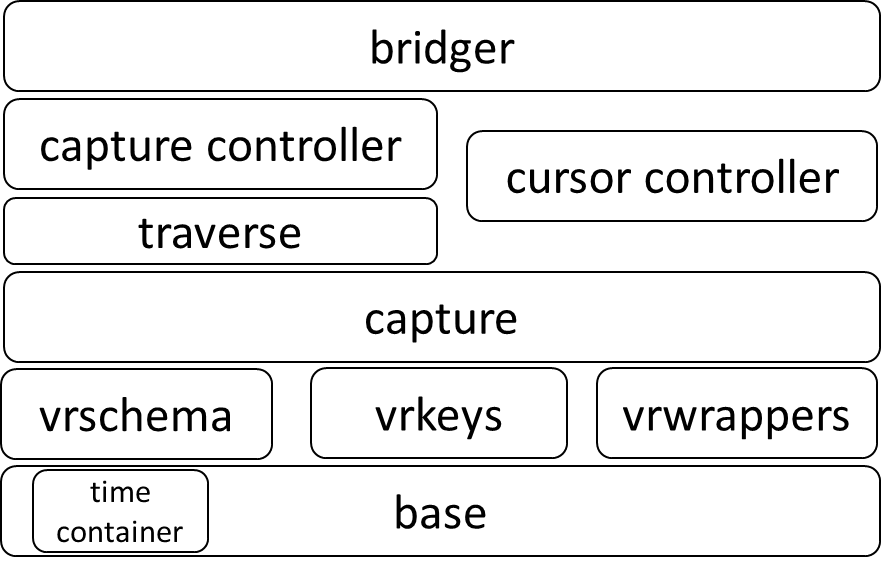 bridger
capture controller
cursor controller
traverse
capture
vrschema
vrkeys
vrwrappers
time
container
base